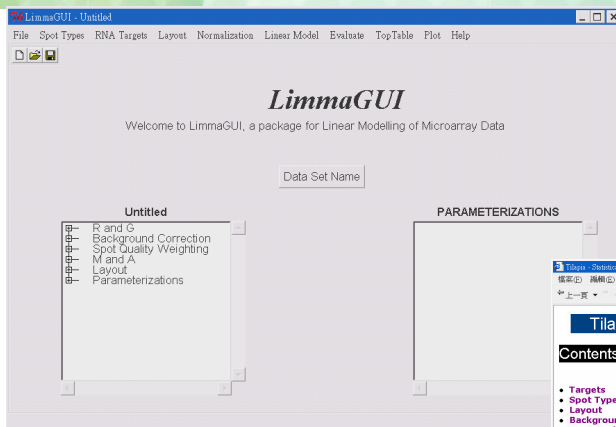 LimmaGUI - Untitled
File Spot Types RNA Targets Layout Normalization Linear Model Evaluate TopTable Plot Help
LimmaGUI
Welcome to LimmaGUI, a package for Linear Modelling of Microarray Data
Data Set Name
Untitled
R and G
Background Correction
Spot Quality Weighting
M and A
Layout
Parameterizations
PARAMETERIZATIONS
Tilapia - Statistic
檔案(F) 編輯(E)
上一頁
Tila
Contents
Targets
Spot Type
Layout
Backgrou